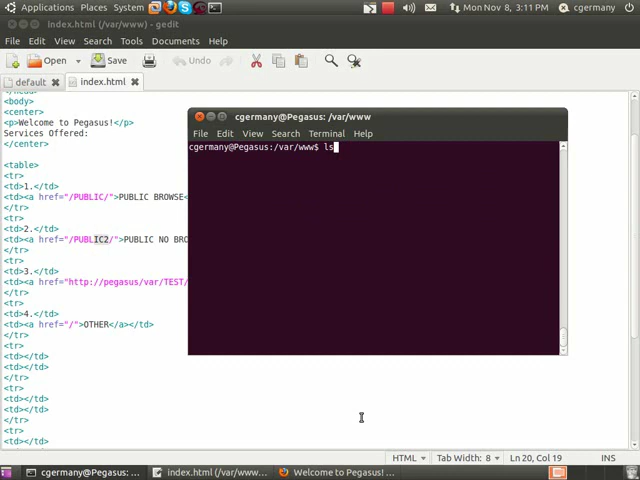 Applications Places System Mon Nov 8, 3:11 PM cgermany
index.html (/var/www) - gedit
File Edit View Search Tools Documents Help
Open Save Undo
default index.html
</head>
<body>
<center>
<p>Welcome to Pegasus!</p>
Services Offered:
</center>
<table>
<tr>
<td>1.</td>
<td><a href="/PUBLIC/">PUBLIC BROWSE<
</tr>
<tr>
<td>2.</td>
<td><a href="/PUBLIC2/">PUBLIC NO BRO
</tr>
<tr>
<td>3.</td>
<td><a href="http://pegasus/var/TEST/
</tr>
<tr>
<td>4.</td>
<td><a href="/">OTHER</a></td>
</tr>
<tr>
<td></td>
<td></td>
</tr>
<tr>
<td></td>
<td></td>
</tr>
<tr>
<td></td>
cgermany@Pegasus: /var/www
File Edit View Search Terminal Help
cgermany@Pegasus:/var/www$ ls
HTML Tab Width: 8 Ln 20, Col 19 INS
cgermany@Pegasus: ... index.html (/var/www... Welcome to Pegasus! ...